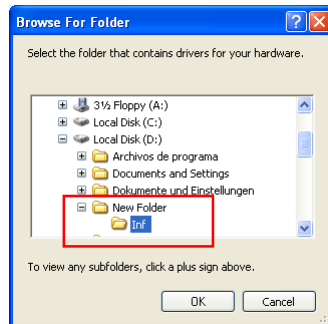 Browse For Folder
Select the folder that contains drivers for your hardware.
3½ Floppy (A:)
Local Disk (C:)
Local Disk (D:)
Archivos de programa
Documents and Settings
Dokumente und Einstellungen
New Folder
Inf
To view any subfolders, click a plus sign above.
OK
Cancel